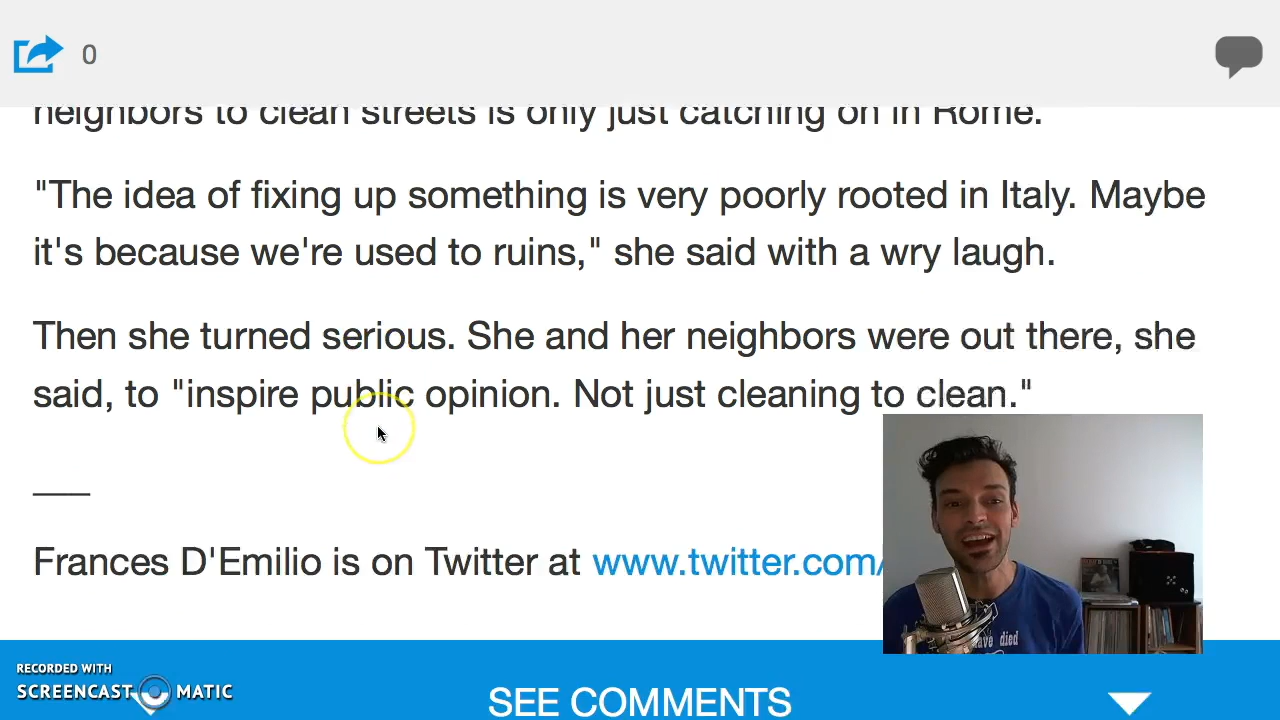 0
neighbors to clean streets is only just catching on in Rome.
"The idea of fixing up something is very poorly rooted in Italy. Maybe
it's because we're used to ruins," she said with a wry laugh.
Then she turned serious. She and her neighbors were out there, she
said, to "inspire public opinion. Not just cleaning to clean."
Frances D'Emilio is on Twitter at www.twitter.com/
have died
RECORDED WITH
SCREENCAST MATIC
SEE COMMENTS